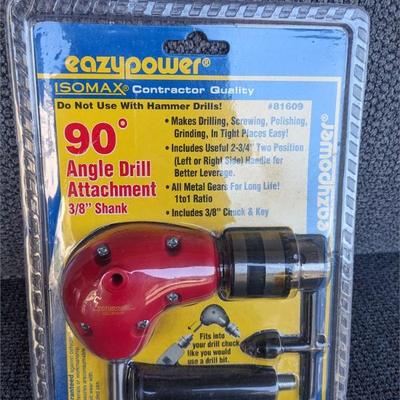 eazypower®
ISOMAX® Contractor Quality
Do Not Use With Hammer Drills! #81609
90°
Angle Drill
Attachment
3/8" Shank
• Makes Drilling, Screwing, Polishing,
Grinding, In Tight Places Easy!
• Includes Useful 2-3/4" Two Position
(Left or Right Side) Handle for
Better Leverage.
• All Metal Gears For Long Life!
1to1 Ratio
• Includes 3/8" Chuck & Key
eazypower®
Fits into
your drill chuck
like you would
use a drill bit.